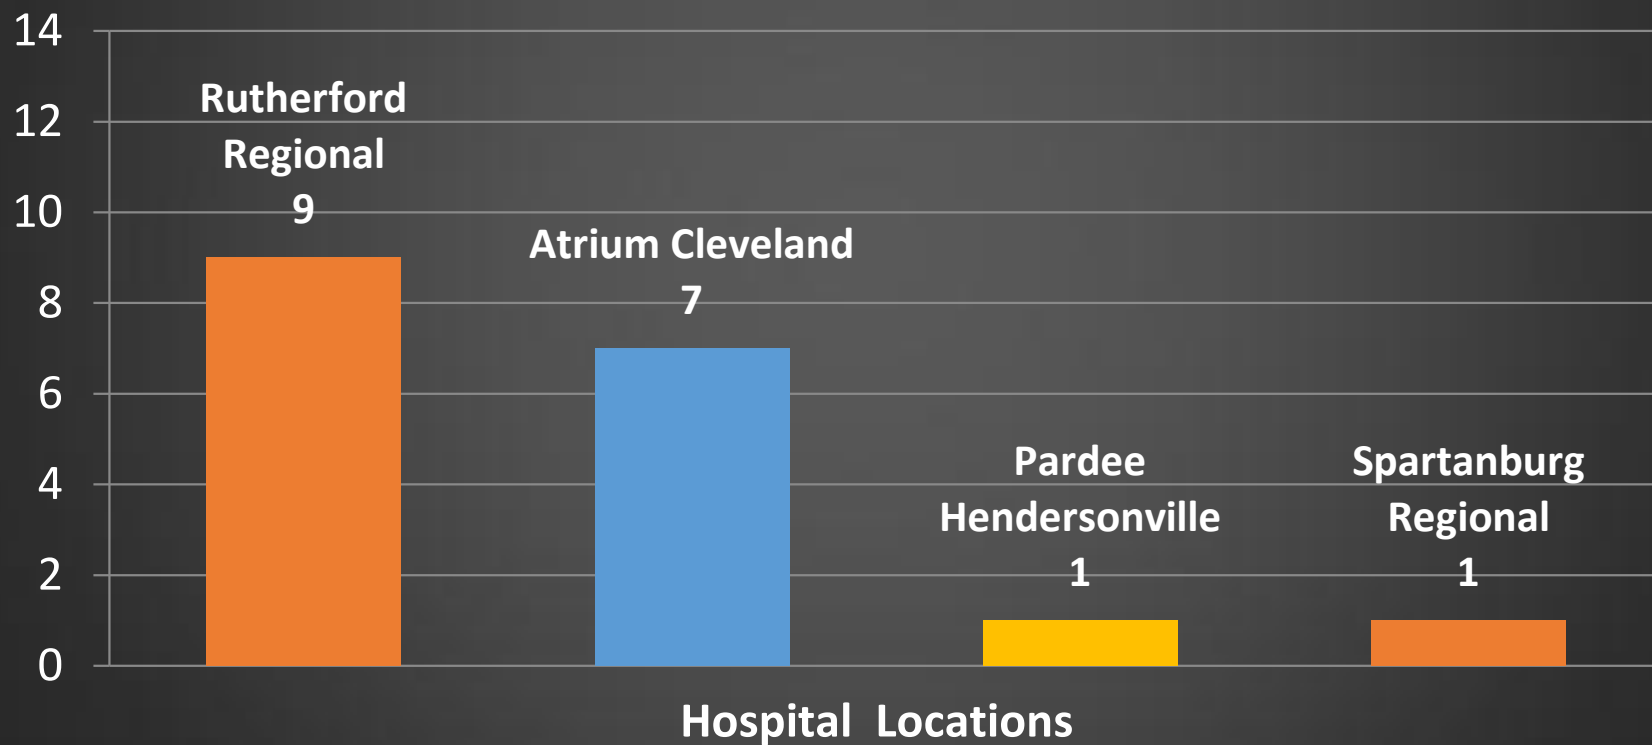 14
12
10
8
6
4
2
0
Rutherford
Regional
9
Atrium Cleveland
7
Pardee
Hendersonville
1
Spartanburg
Regional
1
Hospital  Locations